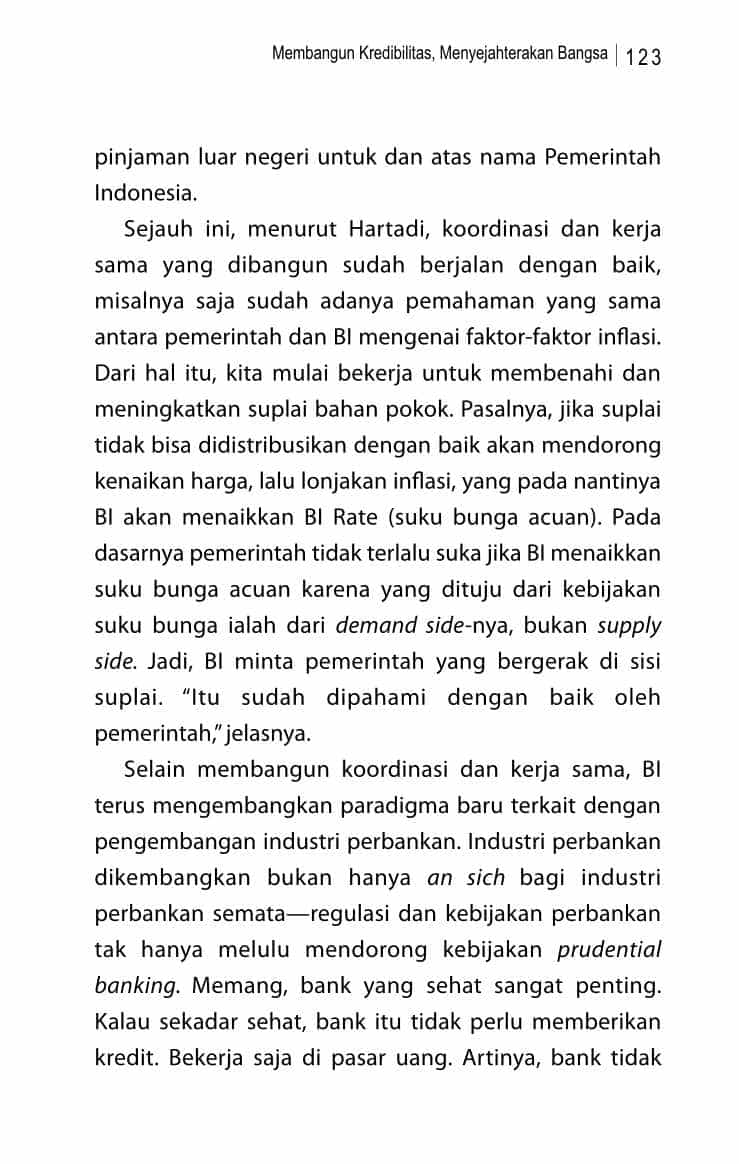 Membangun Kredibilitas, Menyejahterakan Bangsa | 123
pinjaman luar negeri untuk dan atas nama Pemerintah
Indonesia.
Sejauh ini, menurut Hartadi, koordinasi dan kerja
sama yang dibangun sudah berjalan dengan baik,
misalnya saja sudah adanya pemahaman yang sama
antara pemerintah dan BI mengenai faktor-faktor inflasi.
Dari hal itu, kita mulai bekerja untuk membenahi dan
meningkatkan suplai bahan pokok. Pasalnya, jika suplai
tidak bisa didistribusikan dengan baik akan mendorong
kenaikan harga, lalu lonjakan inflasi, yang pada nantinya
BI akan menaikkan BI Rate (suku bunga acuan). Pada
dasarnya pemerintah tidak terlalu suka jika BI menaikkan
suku bunga acuan karena yang dituju dari kebijakan
suku bunga ialah dari demand side-nya, bukan supply
side. Jadi, BI minta pemerintah yang bergerak di sisi
suplai. “Itu sudah dipahami dengan baik oleh
pemerintah,” jelasnya.
Selain membangun koordinasi dan kerja sama, BI
terus mengembangkan paradigma baru terkait dengan
pengembangan industri perbankan. Industri perbankan
dikembangkan bukan hanya an sich bagi industri
perbankan semata—regulasi dan kebijakan perbankan
tak hanya melulu mendorong kebijakan prudential
banking. Memang, bank yang sehat sangat penting.
Kalau sekadar sehat, bank itu tidak perlu memberikan
kredit. Bekerja saja di pasar uang. Artinya, bank tidak